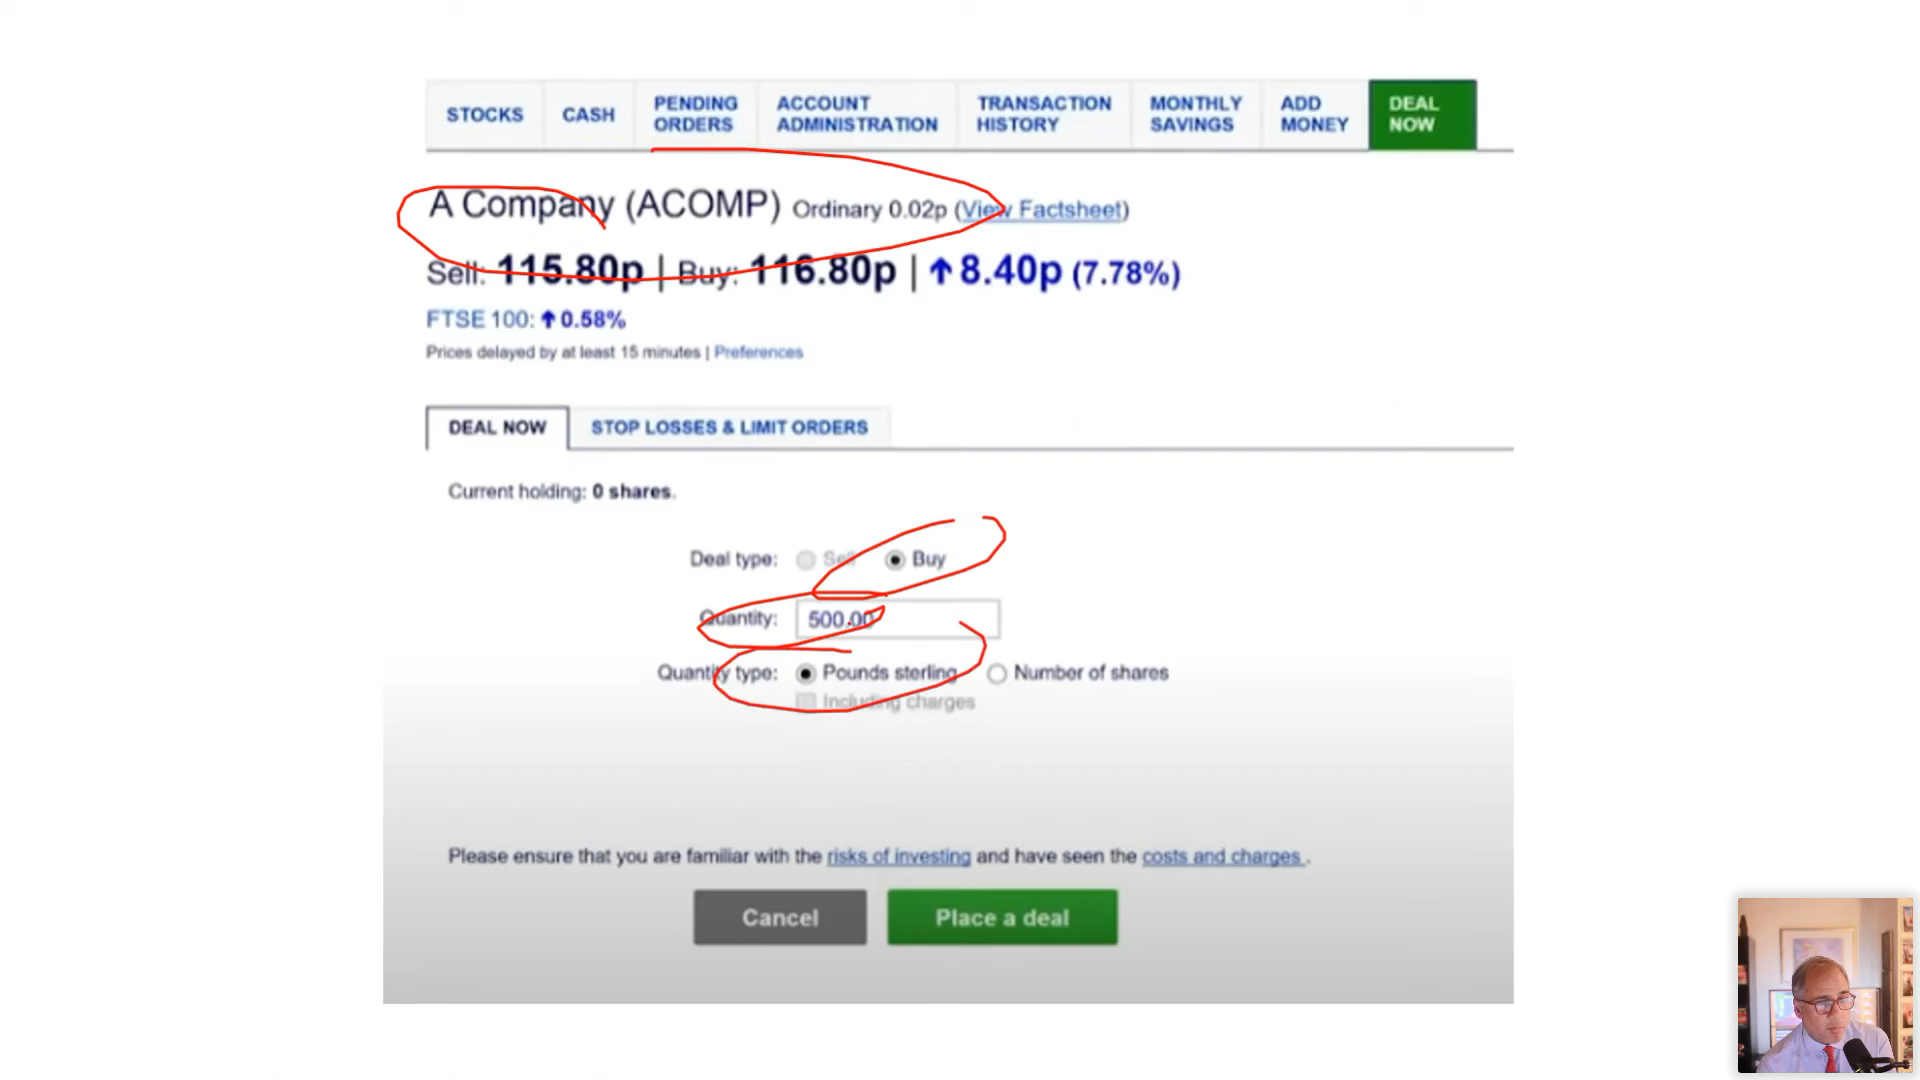 STOCKS CASH PENDING ORDERS ACCOUNT ADMINISTRATION TRANSACTION HISTORY MONTHLY SAVINGS ADD MONEY DEAL NOW
A Company (ACOMP) Ordinary 0.02p (View Factsheet)
Sell: 115.80p | Buy: 116.80p | ↑ 8.40p (7.78%)
FTSE 100: ↑ 0.58%
Prices delayed by at least 15 minutes | Preferences
DEAL NOW STOP LOSSES & LIMIT ORDERS
Current holding: 0 shares.
Deal type: Sell Buy
Quantity: 500.00
Quantity type: Pounds sterling Number of shares
Including charges
Please ensure that you are familiar with the risks of investing and have seen the costs and charges .
Cancel Place a deal